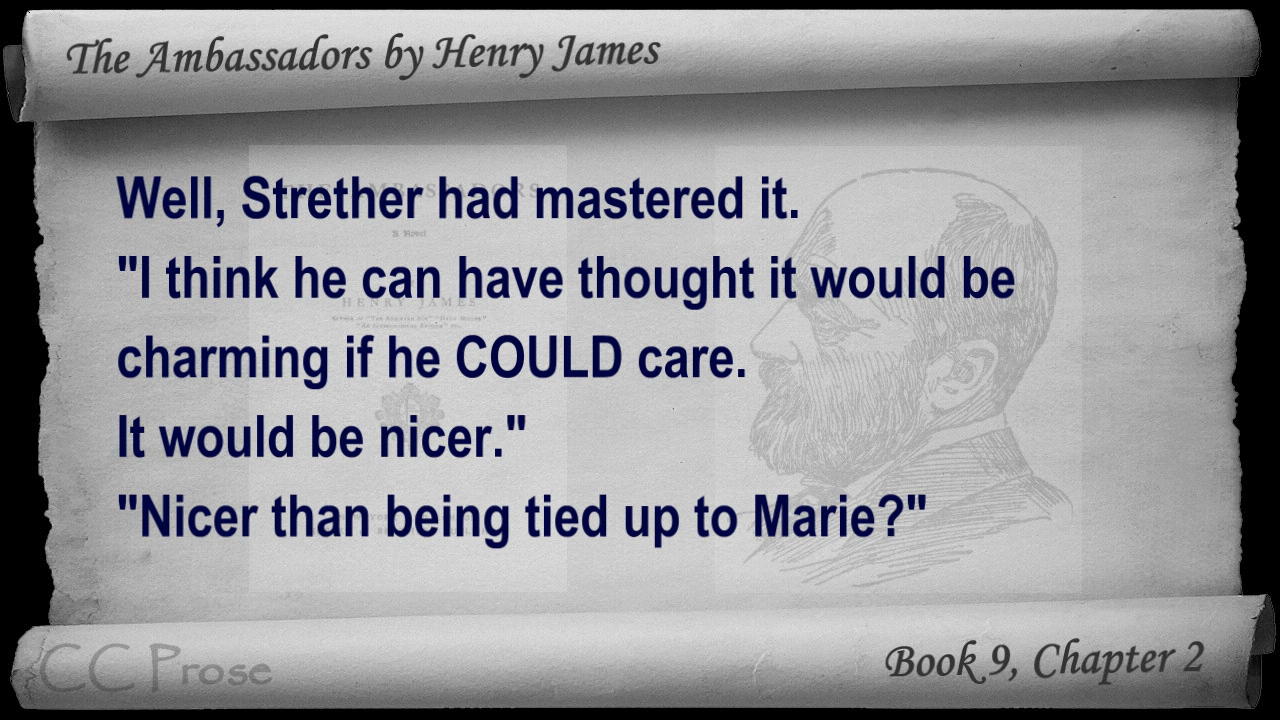 The Ambassadors by Henry James
Well, Strether had mastered it.
"I think he can have thought it would be
charming if he COULD care.
It would be nicer."
"Nicer than being tied up to Marie?"
CC Prose
Book 9, Chapter 2